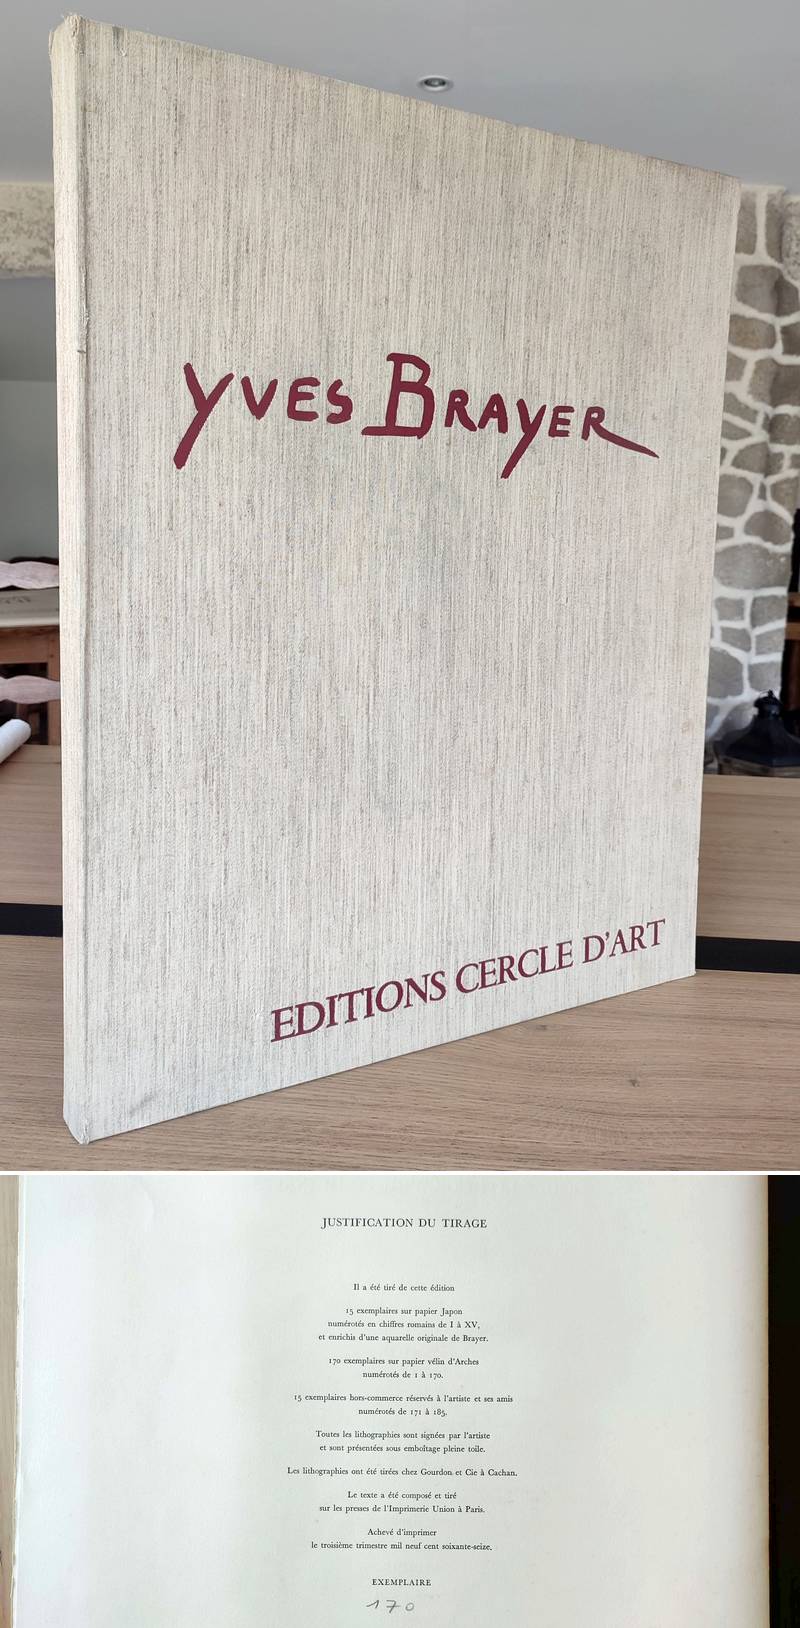 YVES BRAYER
EDITIONS CERCLE D'ART
JUSTIFICATION DU TIRAGE
Il a été tiré de cette édition
15 exemplaires sur papier Japon
numérotés en chiffres romains de I à XV,
et enrichis d'une aquarelle originale de Brayer.
170 exemplaires sur papier vélin d'Arches
numérotés de 1 à 170.
15 exemplaires hors-commerce réservés à l'artiste et ses amis
numérotés de 171 à 185.
Toutes les lithographies sont signées par l'artiste
et sont présentées sous emboîtage pleine toile.
Les lithographies ont été tirées chez Gourdon et Cie à Cachan.
Le texte a été composé et tiré
sur les presses de l'Imprimerie Union à Paris.
Achevé d'imprimer
le troisième trimestre mil neuf cent soixante-seize.
EXEMPLAIRE
170